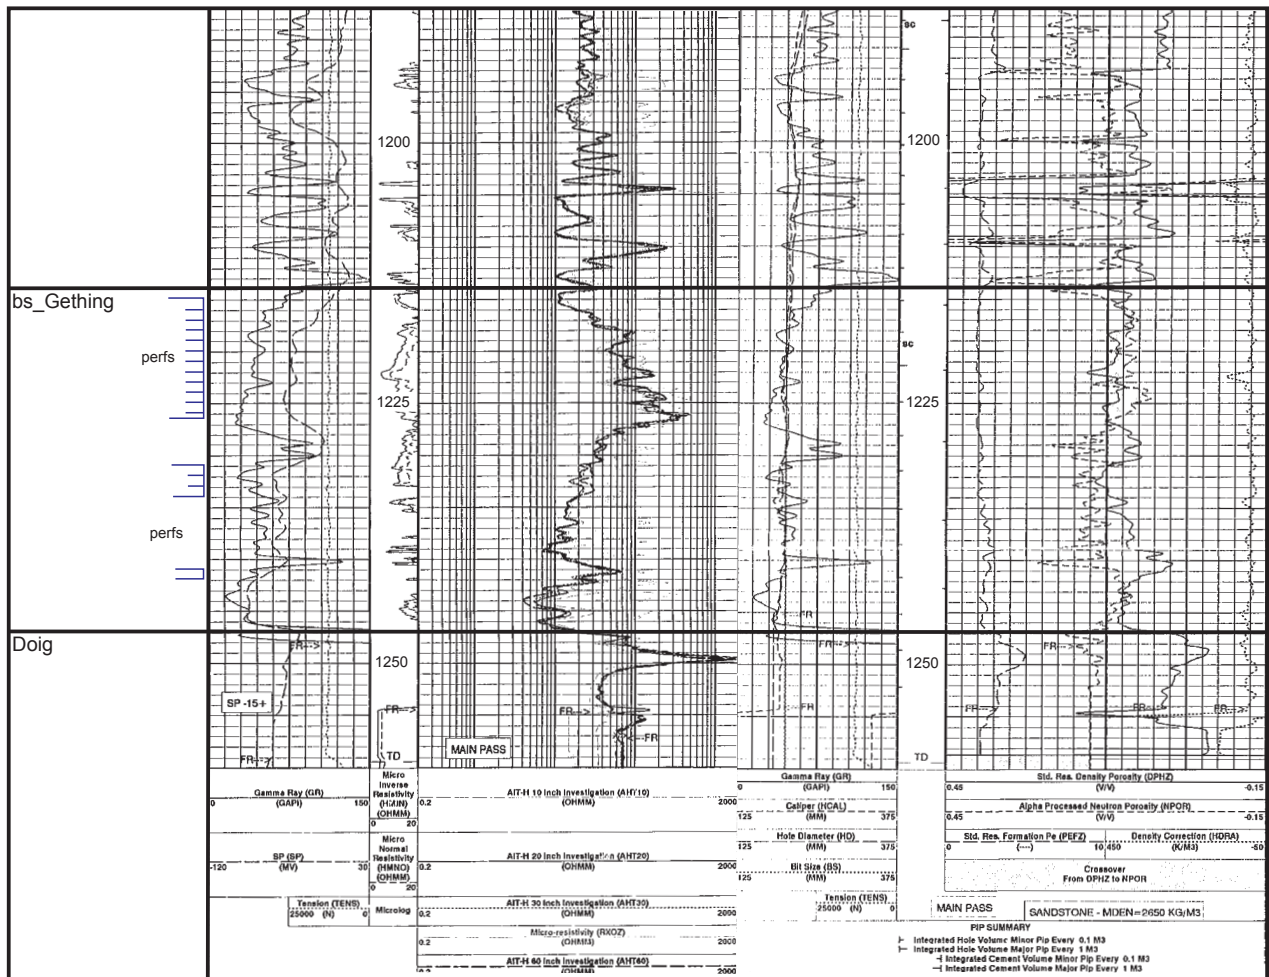 sc
1200
1200
bs_Gething
perfs
sc
1225
1225
perfs
FR
Doig
FR-->
FR-->
FR-->
1250
1250
SP -15+
FR-->
FR-->
FR
FR-->
FR
FR-->
FR
MAIN PASS
FR-->
TD
TD
Gamma Ray (GR)
0 (GAPI) 150
SP (SP)
-120 (MV) 30
Tension (TENS)
25000 (N) 0
Micro
Inverse
Resistivity
(HMIN)
(OHMM)
0 20
Micro
Normal
Resistivity
(HMNO)
(OHMM)
0 20
Microlog
AIT-H 10 Inch Investigation (AHT10)
0.2 (OHMM) 2000
AIT-H 20 Inch Investigation (AHT20)
0.2 (OHMM) 2000
AIT-H 30 Inch Investigation (AHT30)
0.2 (OHMM) 2000
Micro-resistivity (RXOZ)
0.2 (OHMM) 2000
AIT-H 60 Inch Investigation (AHT60)
0.2 (OHMM) 2000
Gamma Ray (GR)
0 (GAPI) 150
Caliper (HCAL)
125 (MM) 375
Hole Diameter (HD)
125 (MM) 375
Bit Size (BS)
125 (MM) 375
Tension (TENS)
25000 (N) 0
Std. Res. Density Porosity (DPHZ)
0.45 (V/V) -0.15
Alpha Processed Neutron Porosity (NPOR)
0.45 (V/V) -0.15
Std. Res. Formation Pe (PEFZ)
0 (----) 10
Density Correction (HDRA)
450 (K/M3) -50
Crossover
From DPHZ to NPOR
MAIN PASS
SANDSTONE - MDEN=2650 KG/M3
PIP SUMMARY
Integrated Hole Volume Minor Pip Every 0.1 M3
Integrated Hole Volume Major Pip Every 1 M3
Integrated Cement Volume Minor Pip Every 0.1 M3
Integrated Cement Volume Major Pip Every 1 M3